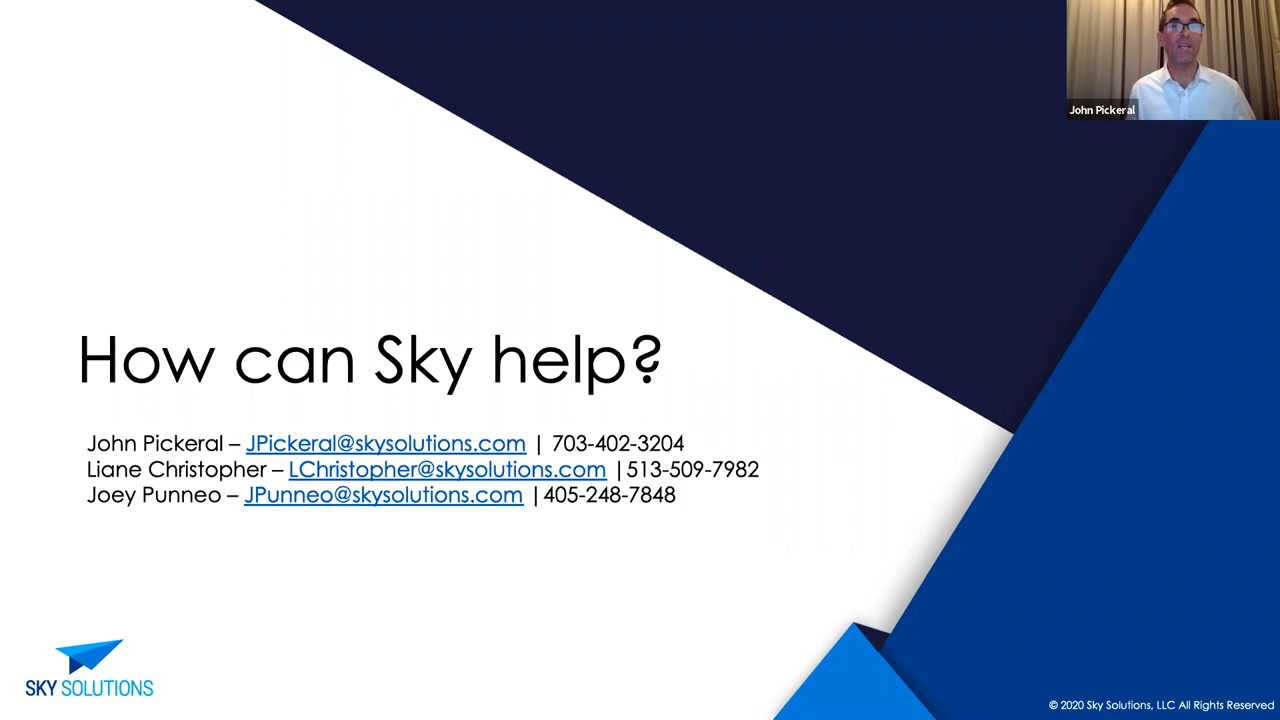 John Pickeral
How can Sky help?
John Pickeral – JPickeral@skysolutions.com | 703-402-3204
Liane Christopher – LChristopher@skysolutions.com |513-509-7982
Joey Punneo – JPunneo@skysolutions.com |405-248-7848
SKY SOLUTIONS
© 2020 Sky Solutions, LLC All Rights Reserved